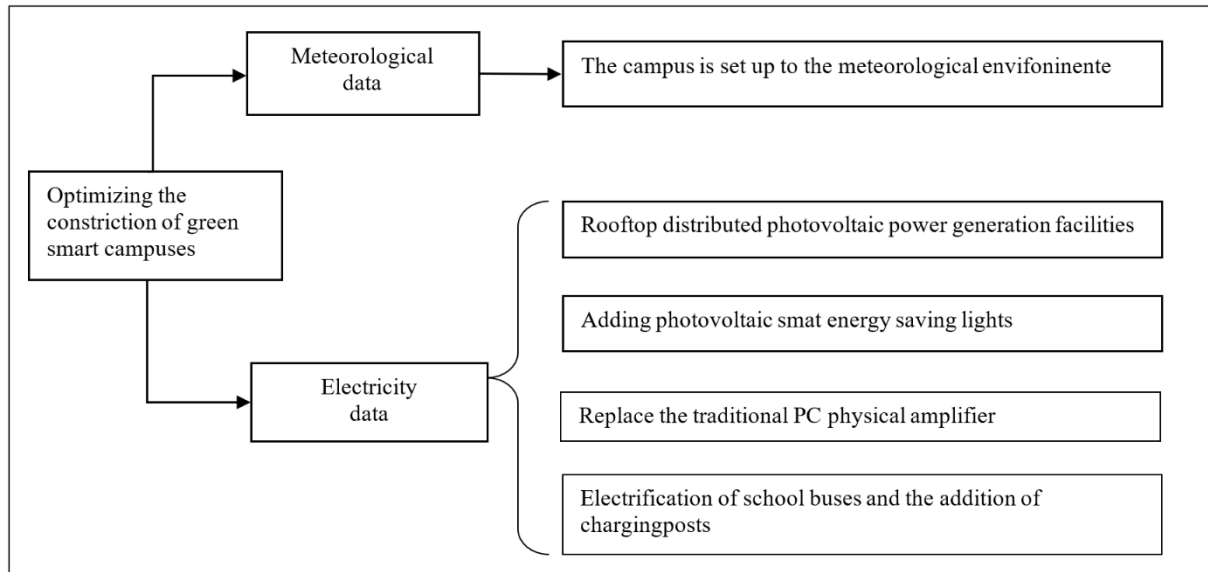 Meteorological
data
The campus is set up to the meteorological envifoninente
Optimizing the
constriction of green
smart campuses
Rooftop distributed photovoltaic power generation facilities
Adding photovoltaic smat energy saving lights
Electricity
data
Replace the traditional PC physical amplifier
Electrification of school buses and the addition of
chargingposts